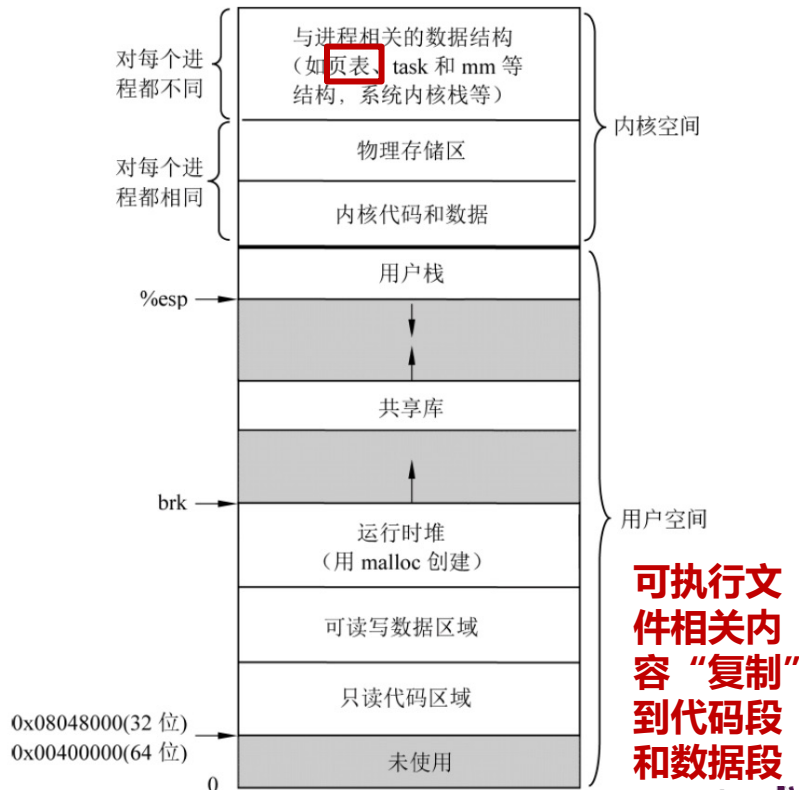 对每个进
程都不同
与进程相关的数据结构
（如页表、task 和 mm 等
结构，系统内核栈等）
内核空间
对每个进
程都相同
物理存储区
内核代码和数据
用户栈
%esp
共享库
brk
运行时堆
（用 malloc 创建）
用户空间
可读写数据区域
只读代码区域
0x08048000(32 位)
0x00400000(64 位)
未使用
0
可执行文
件相关内
容“复制”
到代码段
和数据段